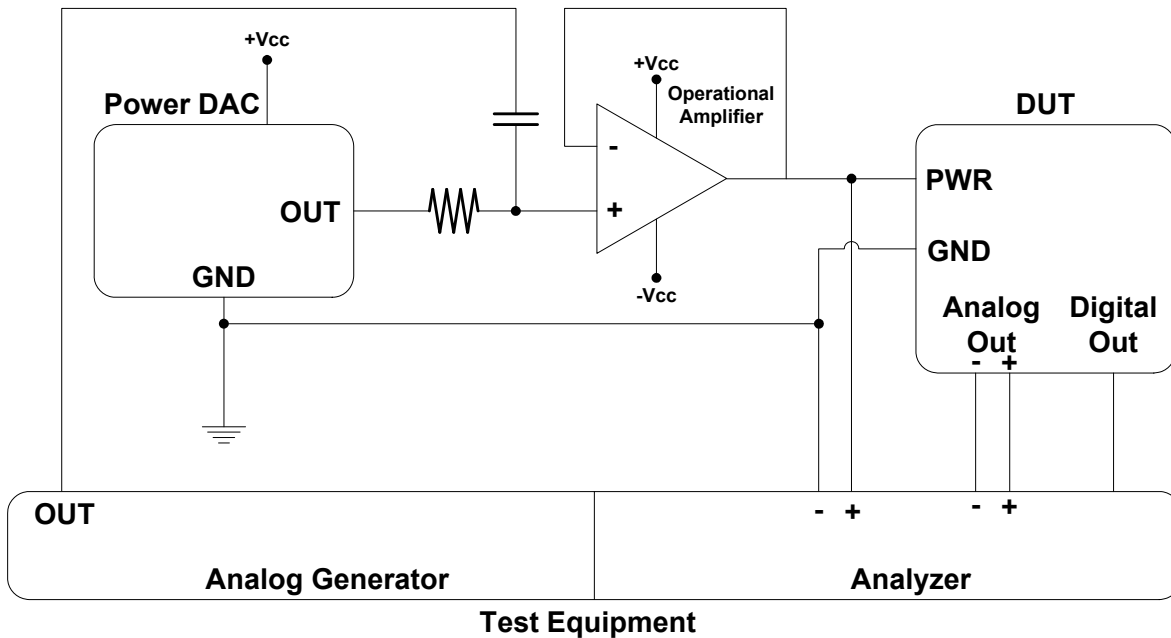 +Vcc
Power DAC
OUT
GND
+Vcc
Operational
Amplifier
-
+
-Vcc
DUT
PWR
GND
Analog
Out
- +
Digital
Out
OUT
- +
- +
Analog Generator
Analyzer
Test Equipment